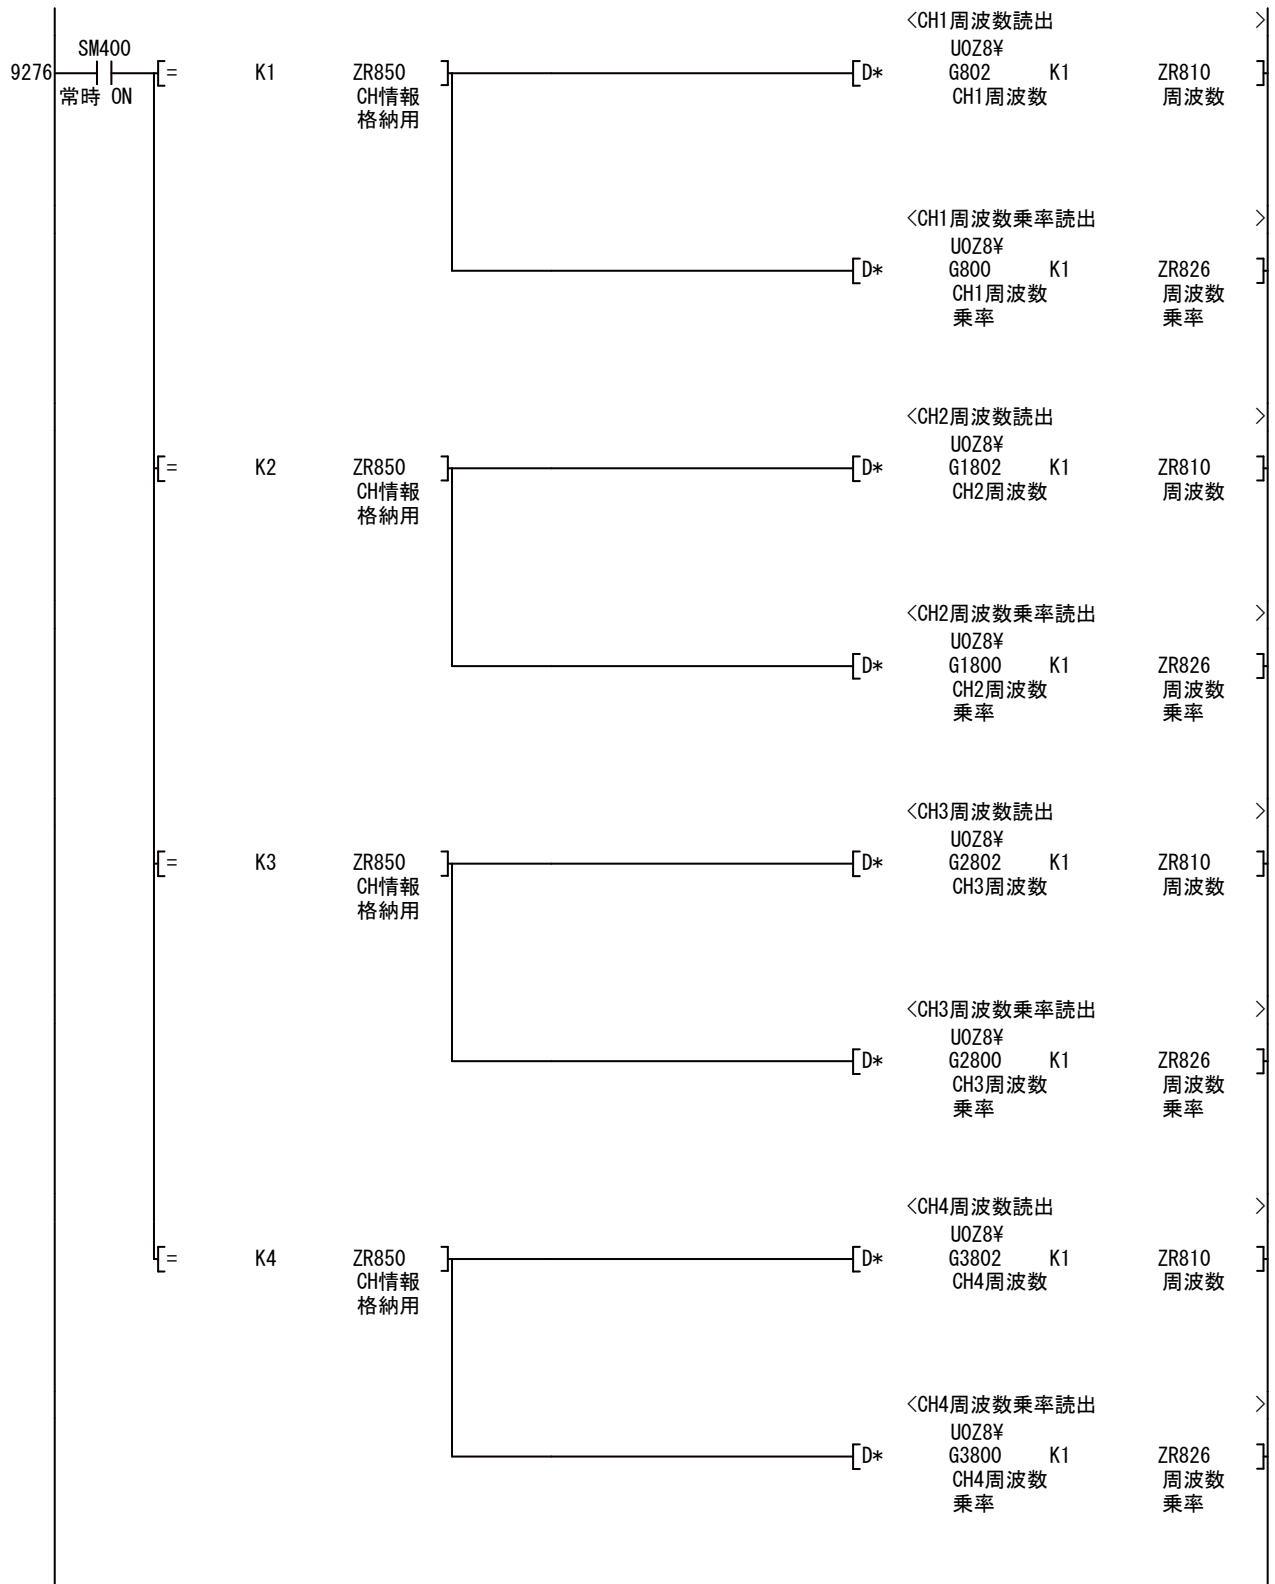 <CH1周波数読出 >
SM400 U0Z8¥
9276 [= K1 ZR850 ] [D* G802 K1 ZR810 ]
常時 ON CH情報 CH1周波数 周波数
格納用
<CH1周波数乗率読出 >
U0Z8¥
[D* G800 K1 ZR826 ]
CH1周波数 周波数
乗率 乗率
<CH2周波数読出 >
U0Z8¥
[= K2 ZR850 ] [D* G1802 K1 ZR810 ]
CH情報 CH2周波数 周波数
格納用
<CH2周波数乗率読出 >
U0Z8¥
[D* G1800 K1 ZR826 ]
CH2周波数 周波数
乗率 乗率
<CH3周波数読出 >
U0Z8¥
[= K3 ZR850 ] [D* G2802 K1 ZR810 ]
CH情報 CH3周波数 周波数
格納用
<CH3周波数乗率読出 >
U0Z8¥
[D* G2800 K1 ZR826 ]
CH3周波数 周波数
乗率 乗率
<CH4周波数読出 >
U0Z8¥
[= K4 ZR850 ] [D* G3802 K1 ZR810 ]
CH情報 CH4周波数 周波数
格納用
<CH4周波数乗率読出 >
U0Z8¥
[D* G3800 K1 ZR826 ]
CH4周波数 周波数
乗率 乗率